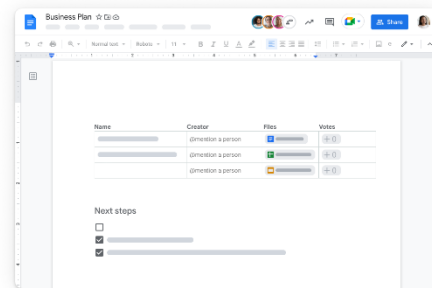 Business Plan
Share
Normal text
Roboto
11
B I U A
Name Creator Files Votes
@mention a person + 0
@mention a person + 0
@mention a person + 0
Next steps